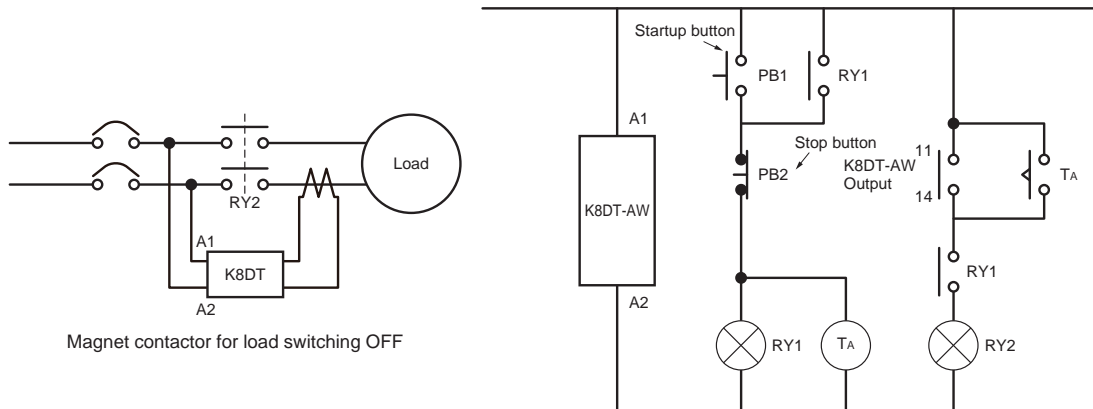 Load
RY2
A1
K8DT
A2
Magnet contactor for load switching OFF
Startup button
PB1
RY1
A1
Stop button
PB2
K8DT-AW
A2
RY1
TA
11
K8DT-AW
Output
14
TA
RY1
RY2